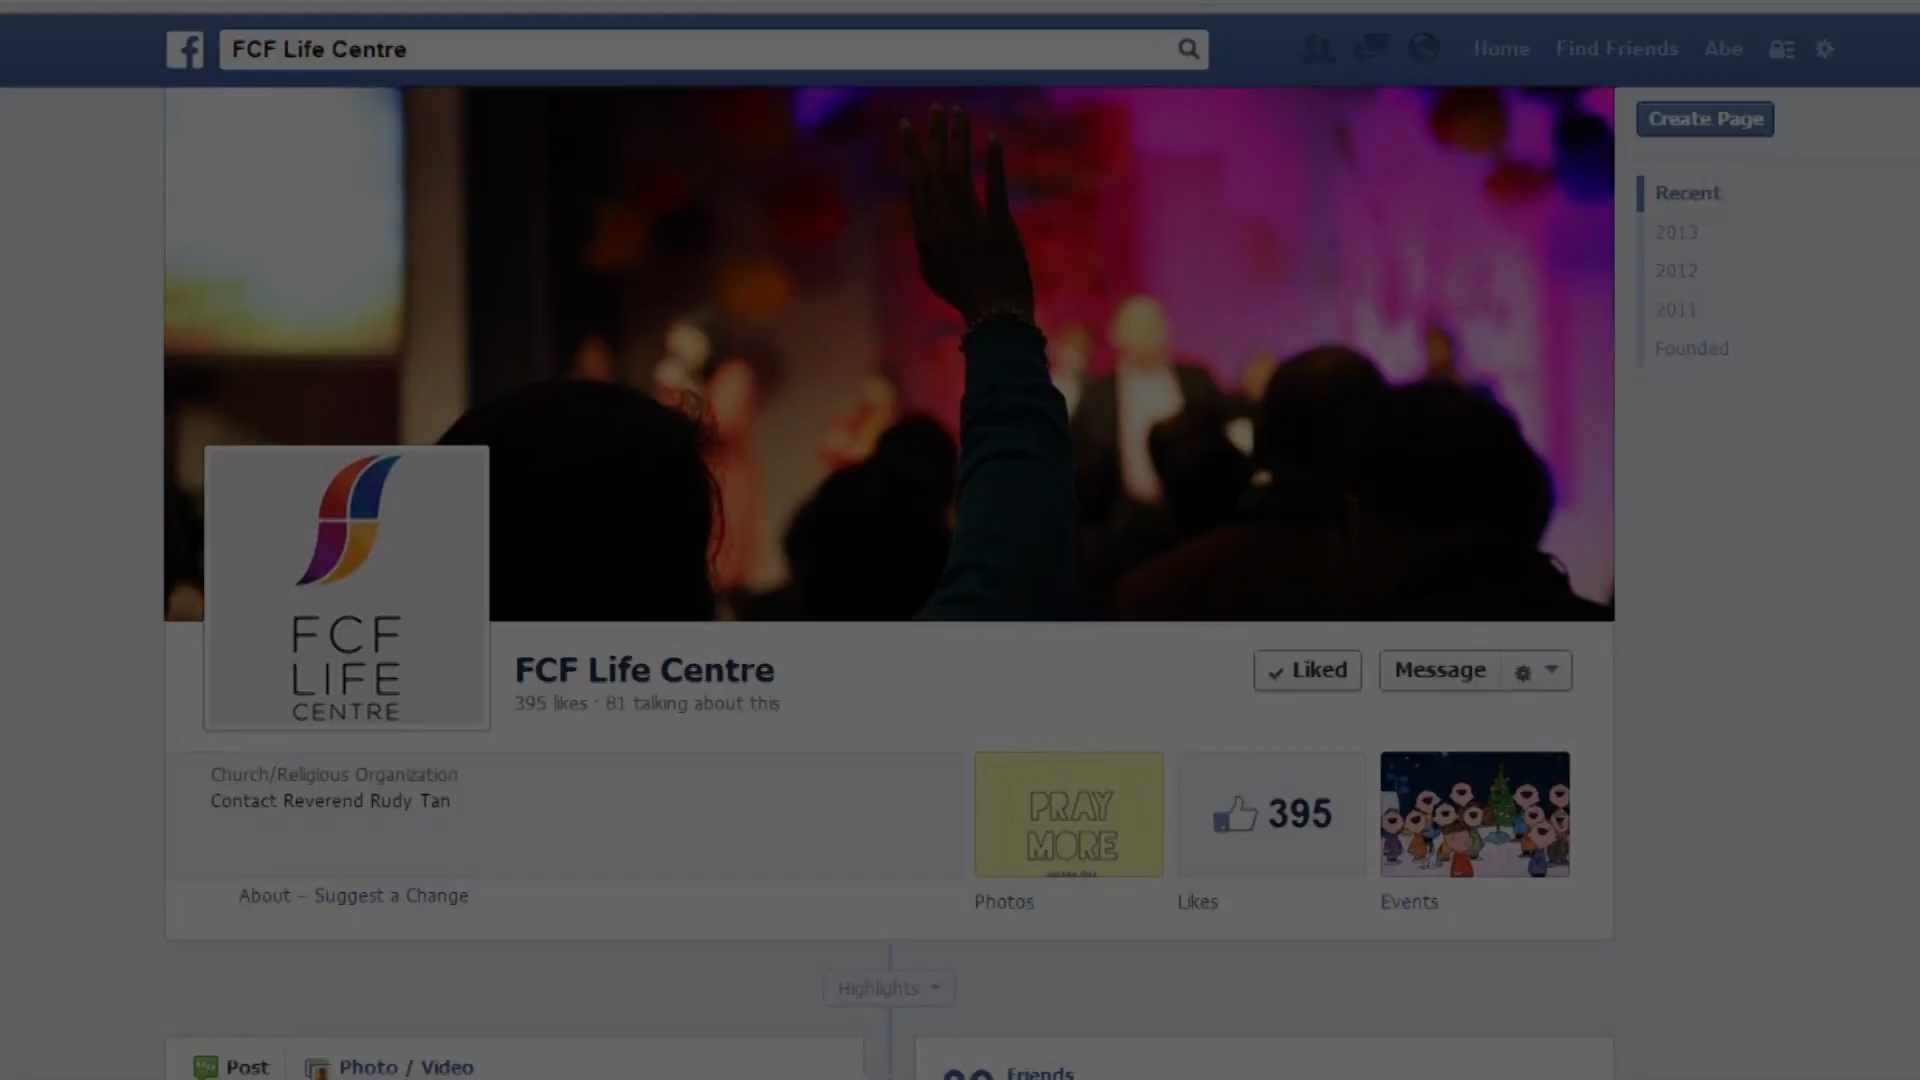 FCF Life Centre
Home Find Friends Abe
Create Page
Recent
2013
2012
2011
Founded
FCF
LIFE
CENTRE
FCF Life Centre
395 likes · 81 talking about this
Liked
Message
Church/Religious Organization
Contact Reverend Rudy Tan
About – Suggest a Change
PRAY
MORE
395
Photos
Likes
Events
Highlights
Post
Photo / Video
Friends